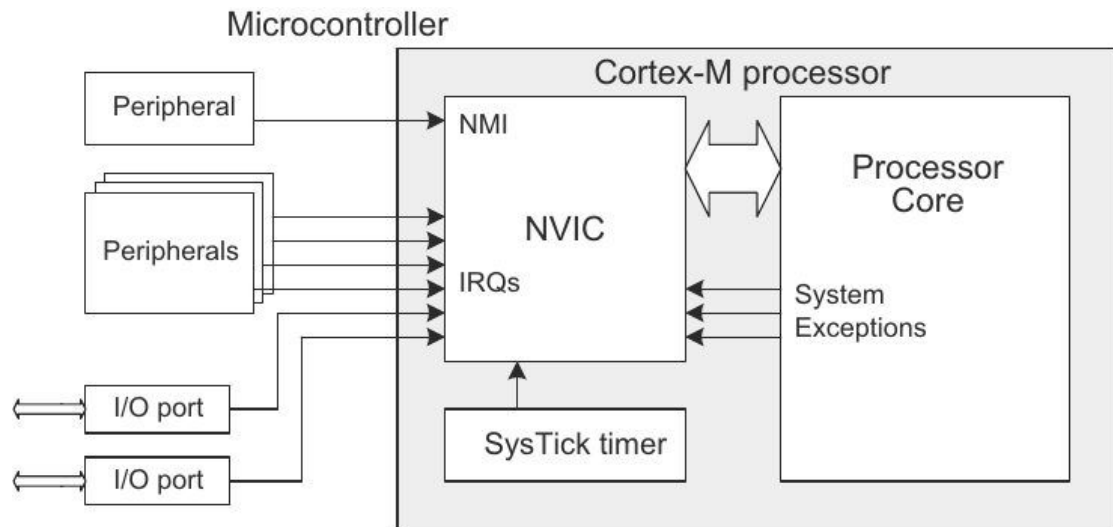 Microcontroller
Cortex-M processor
Peripheral
NMI
Processor
Core
NVIC
Peripherals
IRQs
System
Exceptions
I/O port
SysTick timer
I/O port